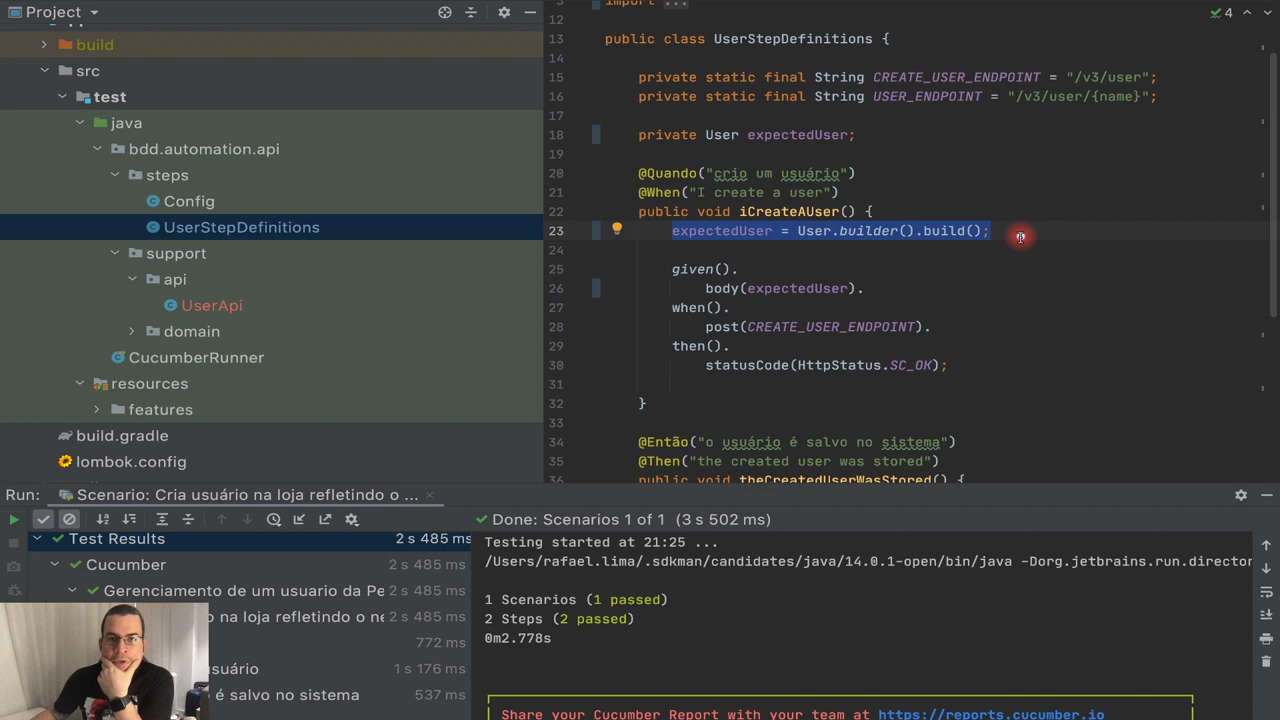 Project
build
src
test
java
bdd.automation.api
steps
Config
UserStepDefinitions
support
api
UserApi
domain
CucumberRunner
resources
features
build.gradle
lombok.config
4
import ...
12
13 public class UserStepDefinitions {
14
15 private static final String CREATE_USER_ENDPOINT = "/v3/user";
16 private static final String USER_ENDPOINT = "/v3/user/{name}";
17
18 private User expectedUser;
19
20 @Quando("crio um usuário")
21 @When("I create a user")
22 public void iCreateAUser() {
23 expectedUser = User.builder().build();
24
25 given().
26 body(expectedUser).
27 when().
28 post(CREATE_USER_ENDPOINT).
29 then().
30 statusCode(HttpStatus.SC_OK);
31
32 }
33
34 @Então("o usuário é salvo no sistema")
35 @Then("the created user was stored")
36 public void theCreatedUserWasStored() {
Run: Scenario: Cria usuário na loja refletindo o ...
Test Results 2 s 485 ms
Cucumber 2 s 485 ms
Gerenciamento de um usuario da Pe 2 s 485 ms
o na loja refletindo o ne 2 s 485 ms
772 ms
suário 1 s 176 ms
é salvo no sistema 537 ms
Done: Scenarios 1 of 1 (3 s 502 ms)
Testing started at 21:25 ...
/Users/rafael.lima/.sdkman/candidates/java/14.0.1-open/bin/java -Dorg.jetbrains.run.director
1 Scenarios (1 passed)
2 Steps (2 passed)
0m2.778s
Share your Cucumber Report with your team at https://reports.cucumber.io